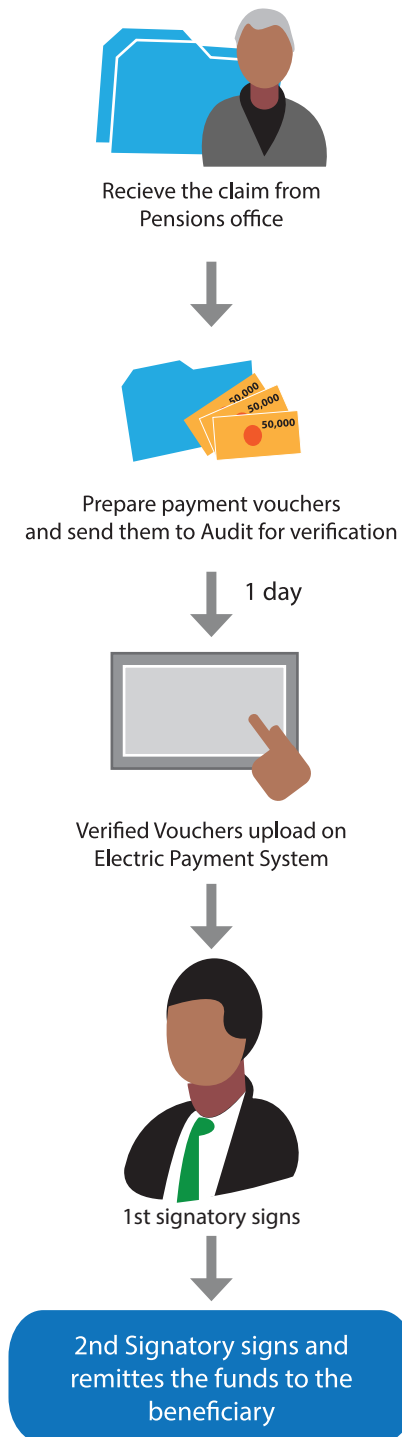 Recieve the claim from
Pensions office
50,000
50,000
50,000
Prepare payment vouchers
and send them to Audit for verification
1 day
Verified Vouchers upload on
Electric Payment System
1st signatory signs
2nd Signatory signs and
remittes the funds to the
beneficiary